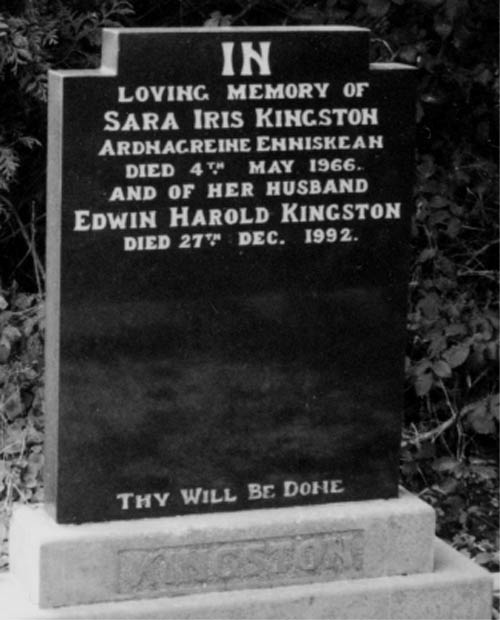 IN
LOVING MEMORY OF
SARA IRIS KINGSTON
ARDNAGREINE ENNISKEAN
DIED 4TH MAY 1966.
AND OF HER HUSBAND
EDWIN HAROLD KINGSTON
DIED 27TH DEC. 1992.
THY WILL BE DONE
KINGSTON